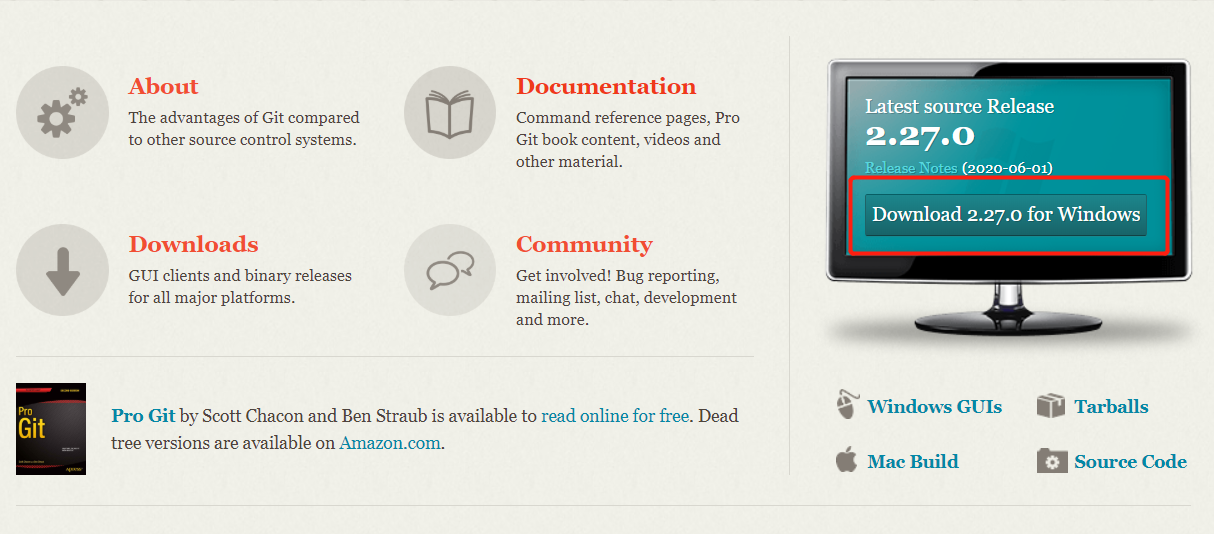 About
The advantages of Git compared
to other source control systems.
Documentation
Command reference pages, Pro
Git book content, videos and
other material.
Downloads
GUI clients and binary releases
for all major platforms.
Community
Get involved! Bug reporting,
mailing list, chat, development
and more.
Pro
Git
Pro Git by Scott Chacon and Ben Straub is available to read online for free. Dead
tree versions are available on Amazon.com.
Latest source Release
2.27.0
Release Notes (2020-06-01)
Download 2.27.0 for Windows
Windows GUIs
Tarballs
Mac Build
Source Code